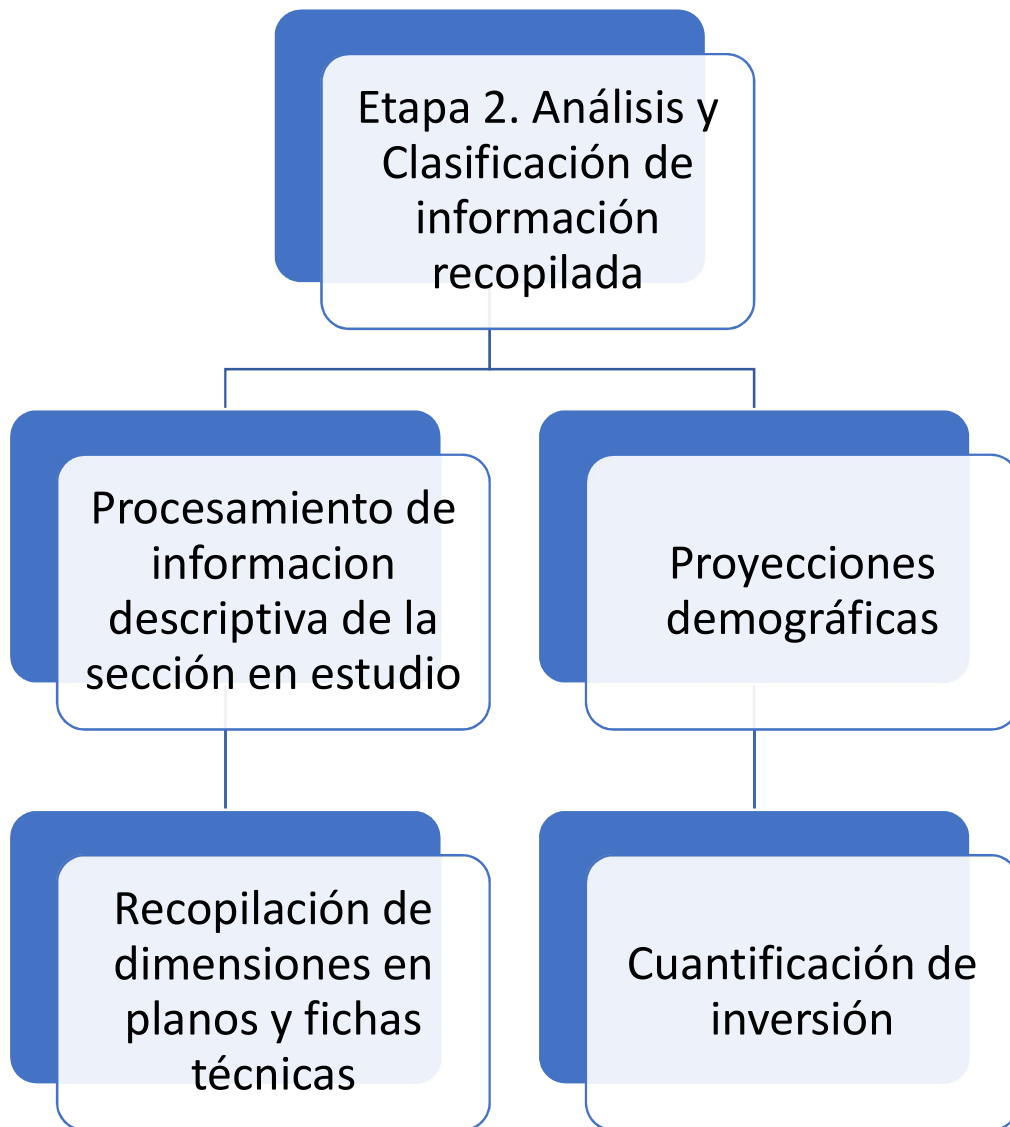 Etapa 2. Análisis y
Clasificación de
información
recopilada
Procesamiento de
informacion
descriptiva de la
sección en estudio
Proyecciones
demográficas
Recopilación de
dimensiones en
planos y fichas
técnicas
Cuantificación de
inversión